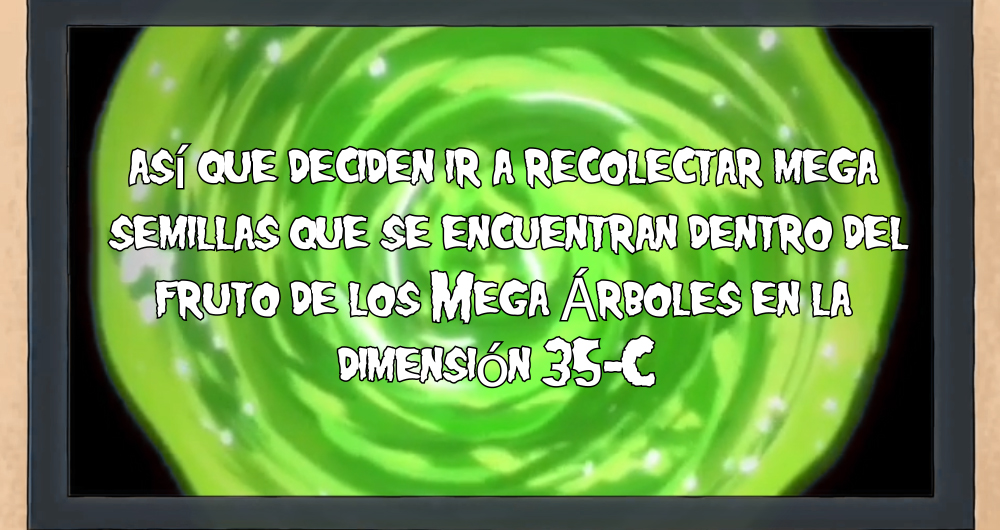 así que deciden ir a recolectar mega
semillas que se encuentran dentro del
fruto de los Mega Árboles en la
dimensión 35-C